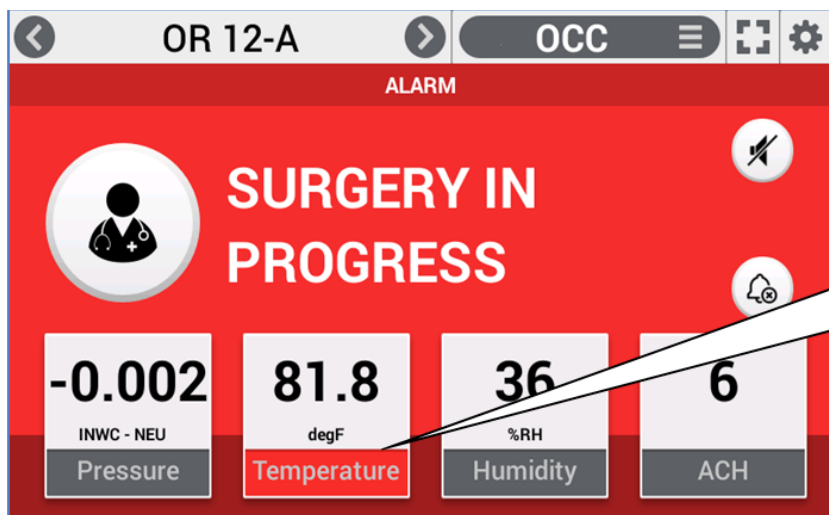 OR 12-A
OCC
ALARM
SURGERY IN
PROGRESS
-0.002
INWC - NEU
Pressure
81.8
degF
Temperature
36
%RH
Humidity
6
ACH